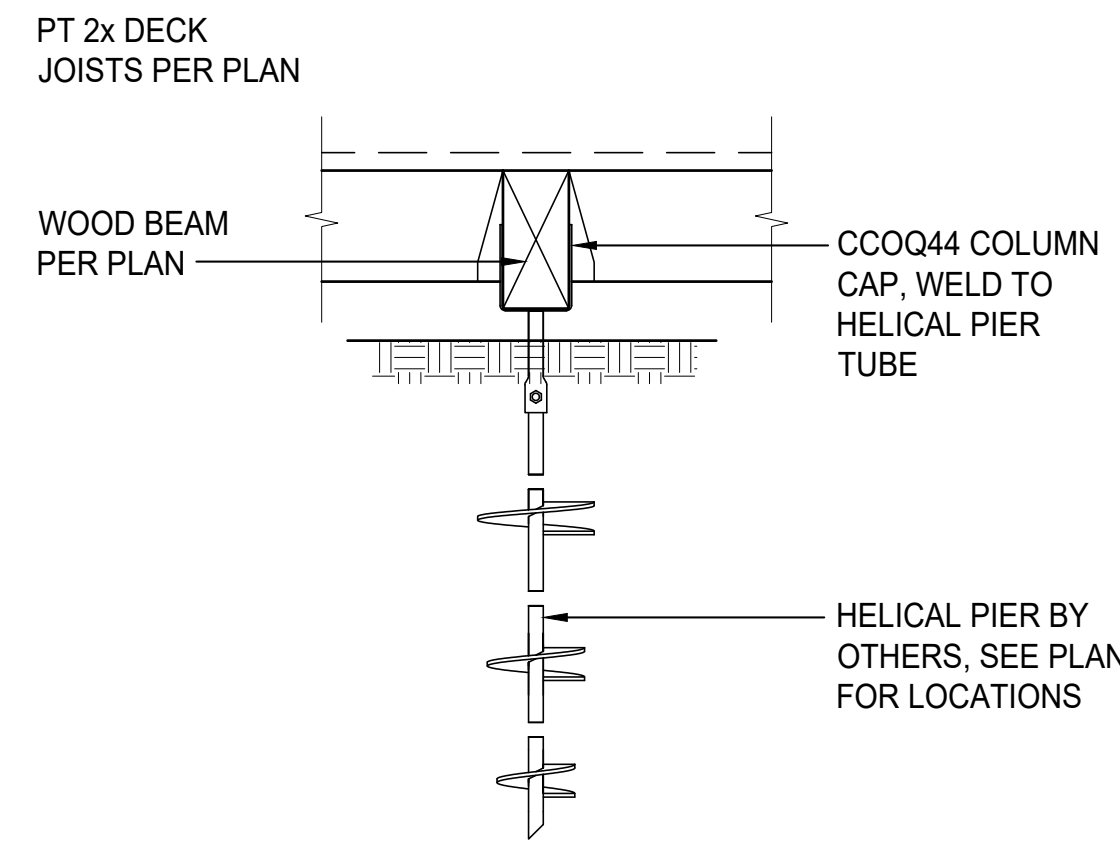 PT 2x DECK
JOISTS PER PLAN
WOOD BEAM
PER PLAN
CCOQ44 COLUMN
CAP, WELD TO
HELICAL PIER
TUBE
HELICAL PIER BY
OTHERS, SEE PLAN
FOR LOCATIONS